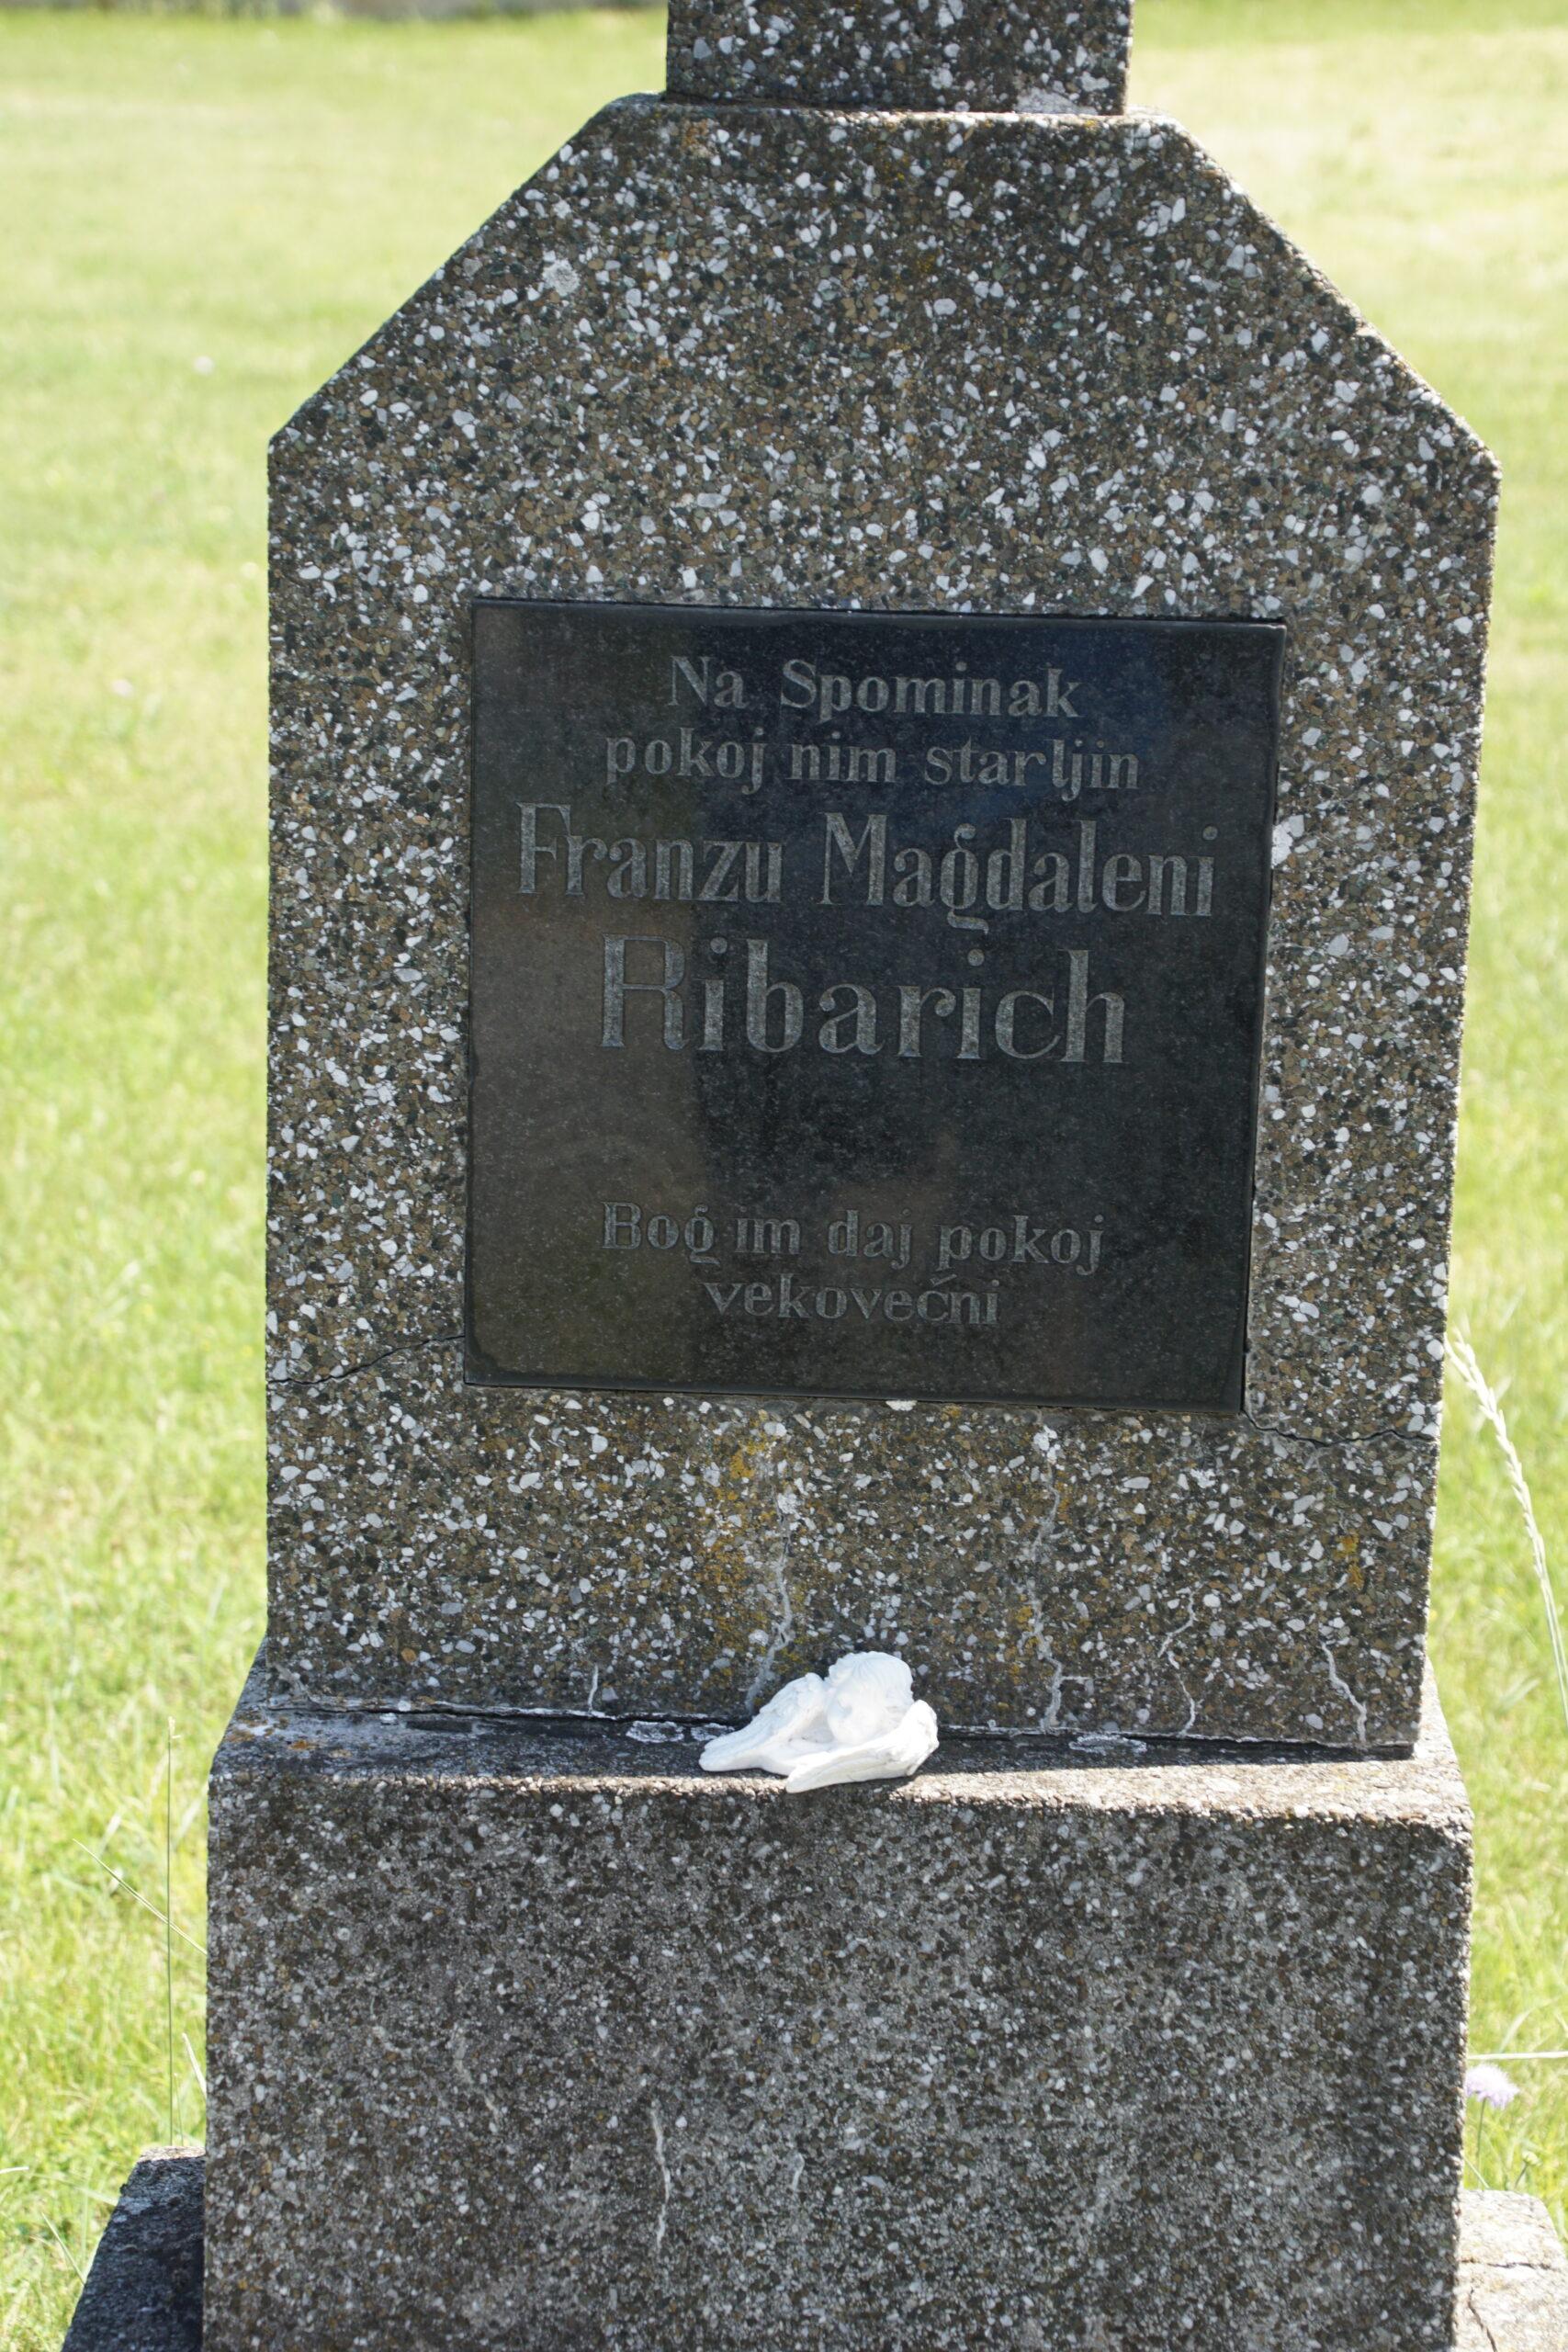 Na Spominak
pokoj nim starljin
Franzu Magdaleni
Ribarich
Bog im daj pokoj
vekovečni